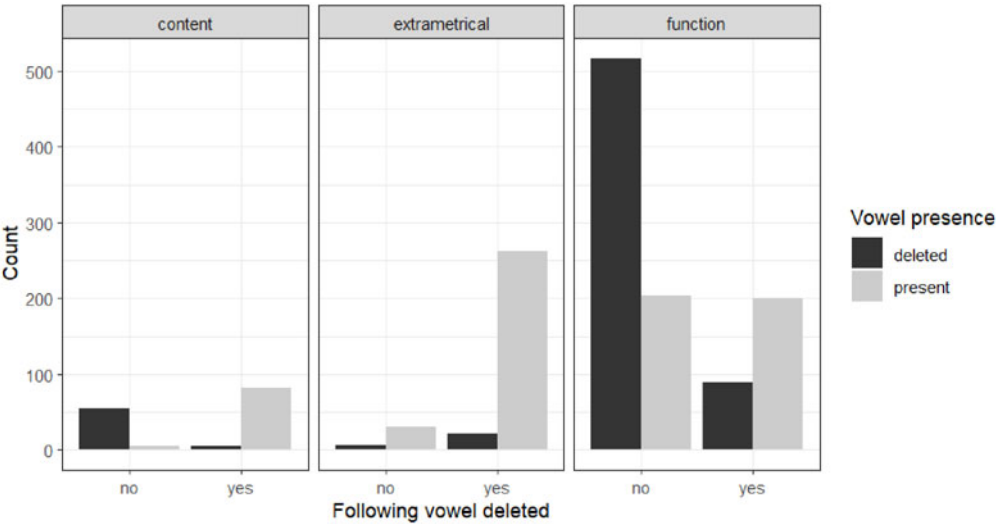 content extrametrical function
500
400
300
200
100
0
Count
no yes no yes no yes
Following vowel deleted
Vowel presence
deleted
present